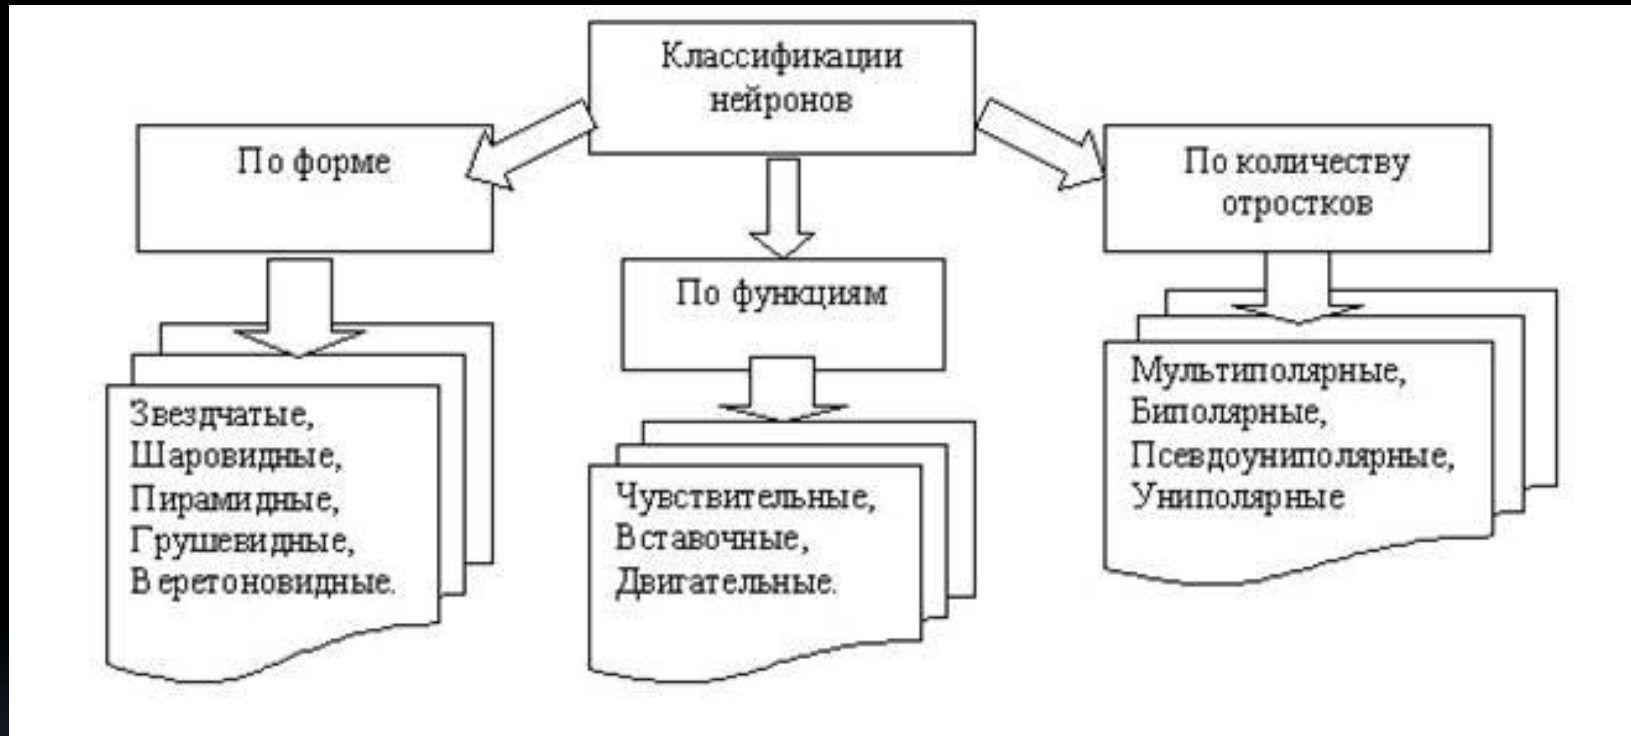 Классификации
нейронов
По форме
По количеству
отростков
По функциям
Звездчатые,
Шаровидные,
Пирамидные,
Грушевидные,
Веретоновидные.
Чувствительные,
Вставочные,
Двигательные.
Мультиполярные,
Биполярные,
Псевдоуниполярные,
Униполярные